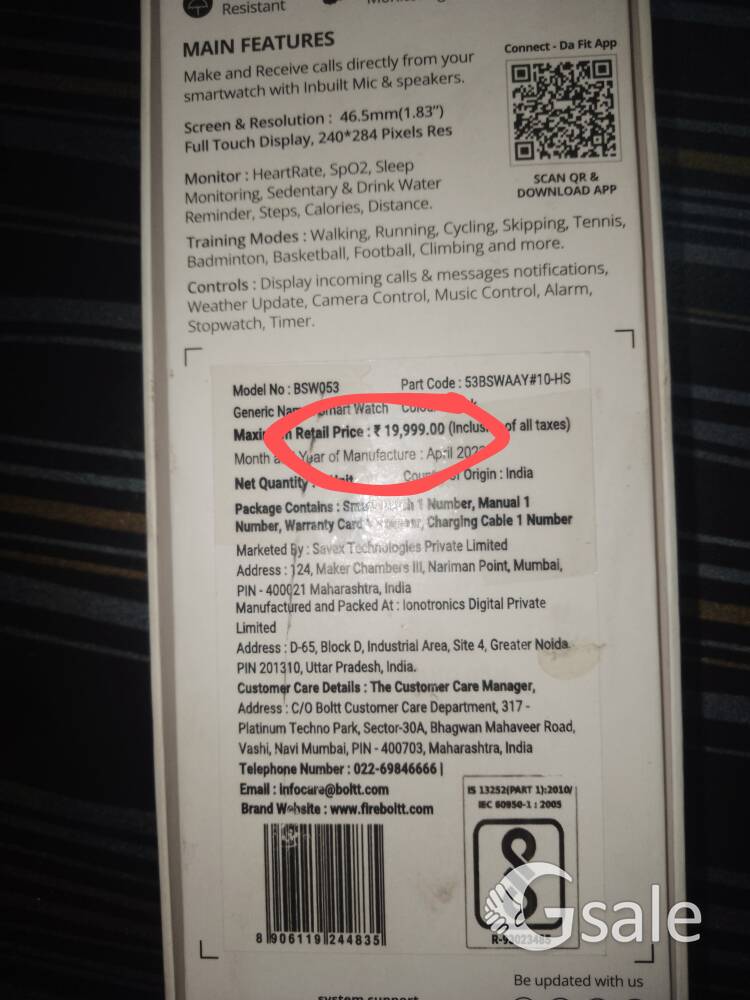 Resistant
MAIN FEATURES
Make and Receive calls directly from your
smartwatch with Inbuilt Mic & speakers.
Screen & Resolution : 46.5mm(1.83”)
Full Touch Display, 240*284 Pixels Res
Monitor : HeartRate, SpO2, Sleep
Monitoring, Sedentary & Drink Water
Reminder, Steps, Calories, Distance.
Connect - Da Fit App
SCAN QR &
DOWNLOAD APP
Training Modes : Walking, Running, Cycling, Skipping, Tennis,
Badminton, Basketball, Football, Climbing and more.
Controls : Display incoming calls & messages notifications,
Weather Update, Camera Control, Music Control, Alarm,
Stopwatch, Timer.
Model No : BSW053 Part Code : 53BSWAAY#10-HS
Generic Watch
Retail Price : ₹ 19,999.00 of all taxes)
Month Year of Manufacture : April
Net Quantity : Origin : India
Package Contains : 1 Number, Manual 1
Number, Warranty Card Charging Cable 1 Number
Marketed By : Savex Technologies Private Limited
Address : 124, Maker Chambers III, Nariman Point, Mumbai,
PIN - 400021 Maharashtra, India
Manufactured and Packed At : Ionotronics Digital Private
Limited
Address : D-65, Block D, Industrial Area, Site 4, Greater Noida
PIN 201310, Uttar Pradesh, India.
Customer Care Details : The Customer Care Manager,
Address : C/O Boltt Customer Care Department, 317 -
Platinum Techno Park, Sector-30A, Bhagwan Mahaveer Road,
Vashi, Navi Mumbai, PIN - 400703, Maharashtra, India
Telephone Number : 022-69846666 |
Email : infocare@boltt.com
Brand Website : www.fireboltt.com
IS 13252(PART 1):2010/
IEC 60950-1 : 2005
8 906119 244835
Gsale
Be updated with us
system support